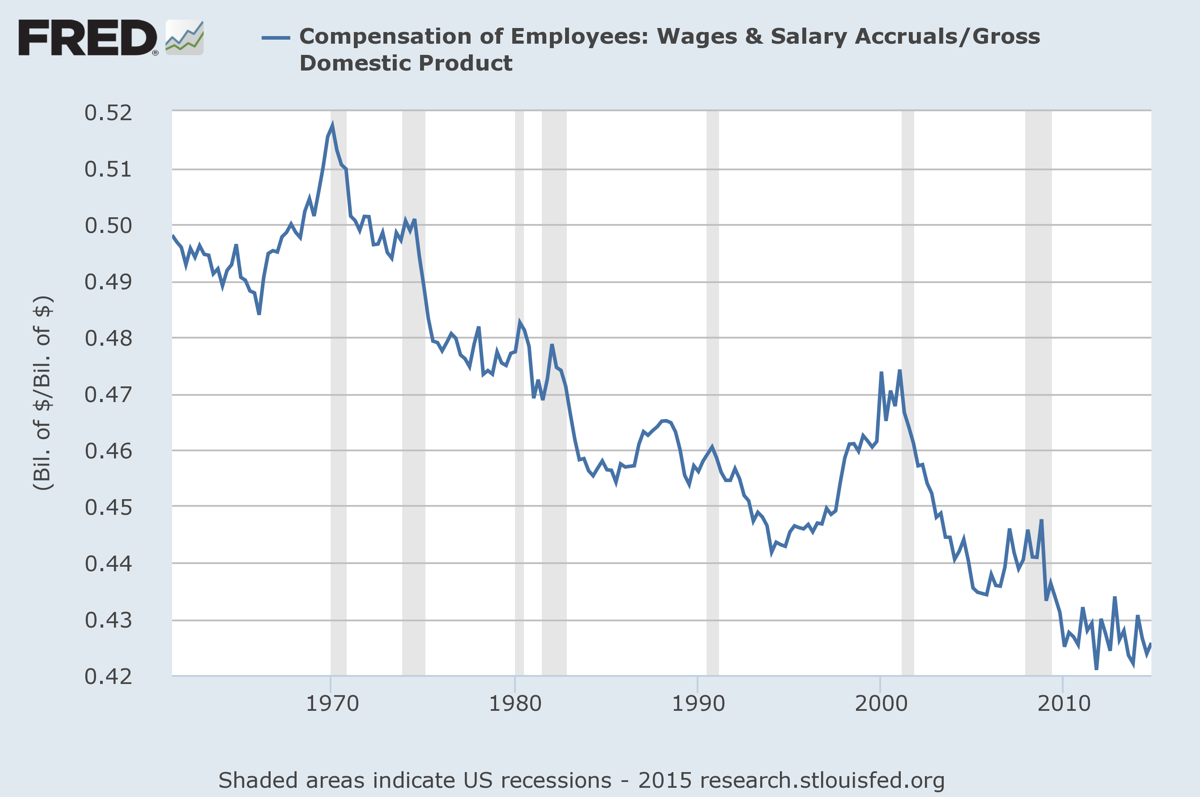 FRED®
Compensation of Employees: Wages & Salary Accruals/Gross
Domestic Product
(Bil. of $/Bil. of $)
0.52
0.51
0.50
0.49
0.48
0.47
0.46
0.45
0.44
0.43
0.42
1970 1980 1990 2000 2010
Shaded areas indicate US recessions - 2015 research.stlouisfed.org